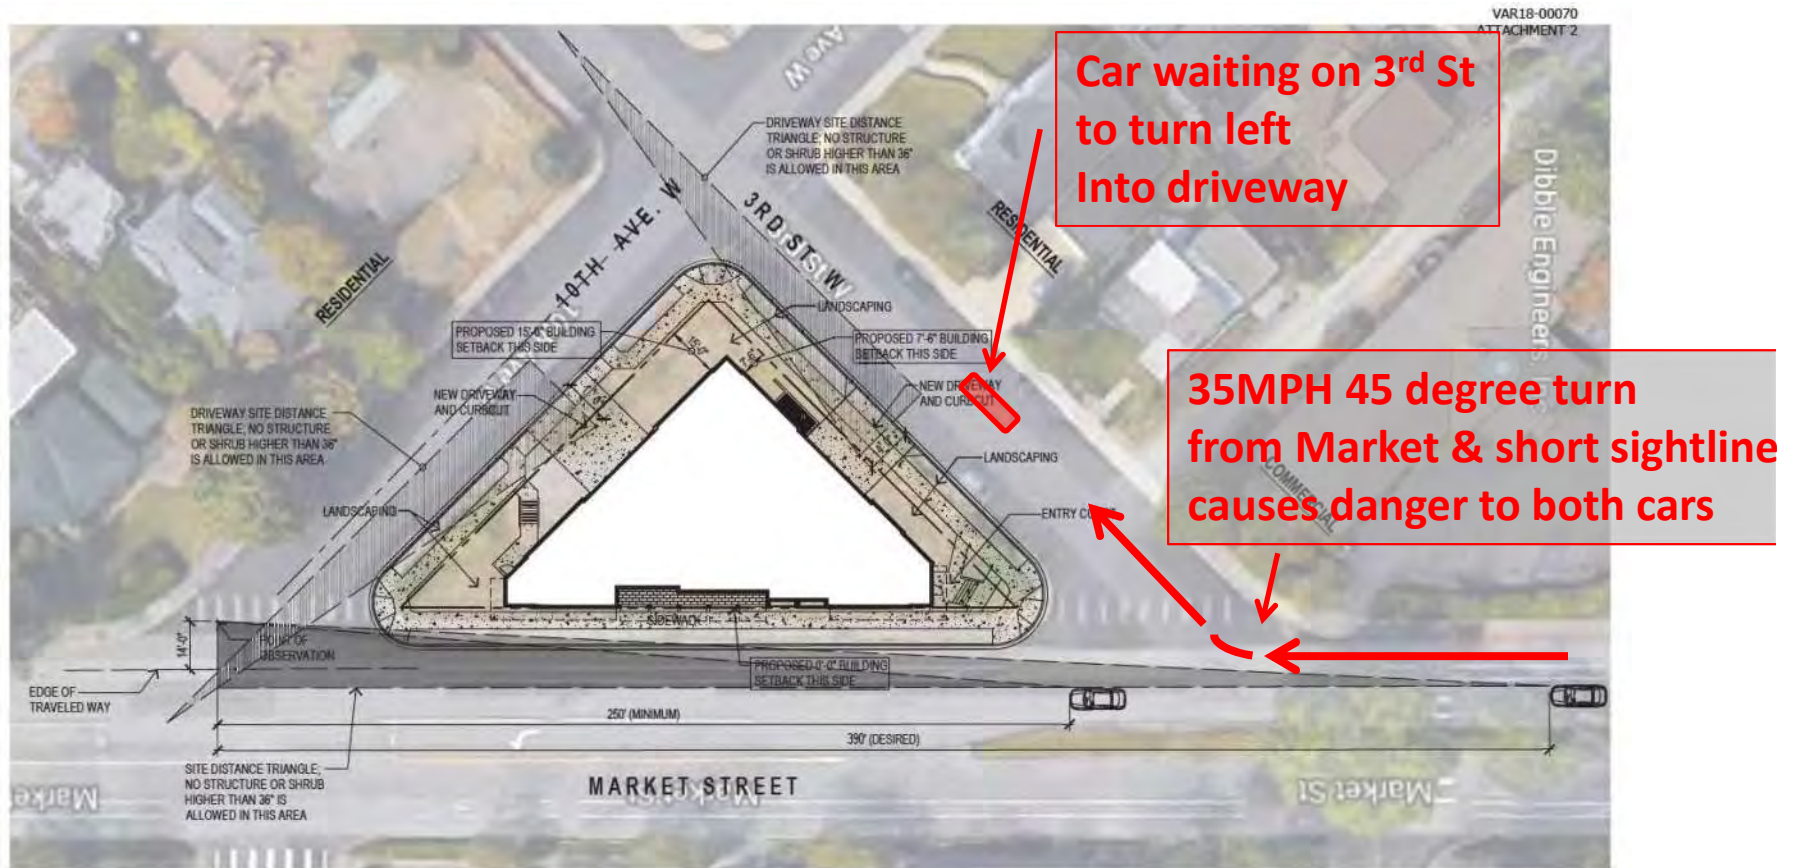 VAR18-00070
ATTACHMENT 2
Car waiting on 3rd St
to turn left
Into driveway
Ave W
DRIVEWAY SITE DISTANCE
TRIANGLE; NO STRUCTURE
OR SHRUB HIGHER THAN 36"
IS ALLOWED IN THIS AREA
10TH AVE. W
3RD ST W
RESIDENTIAL
RESIDENTIAL
Dibble Engineers, Inc
LANDSCAPING
PROPOSED 15'-6" BUILDING
SETBACK THIS SIDE
PROPOSED 7'-6" BUILDING
SETBACK THIS SIDE
NEW DRIVEWAY
AND CURBCUT
NEW DRIVEWAY
AND CURBCUT
35MPH 45 degree turn
from Market & short sightline
causes danger to both cars
COMMERCIAL
DRIVEWAY SITE DISTANCE
TRIANGLE; NO STRUCTURE
OR SHRUB HIGHER THAN 36"
IS ALLOWED IN THIS AREA
LANDSCAPING
LANDSCAPING
ENTRY
SIDEWALK
14'-0"
POINT OF
OBSERVATION
PROPOSED 0'-0" BUILDING
SETBACK THIS SIDE
EDGE OF
TRAVELED WAY
250' (MINIMUM)
390' (DESIRED)
SITE DISTANCE TRIANGLE;
NO STRUCTURE OR SHRUB
HIGHER THAN 36" IS
ALLOWED IN THIS AREA
MARKET STREET
Market
Market St
Market St